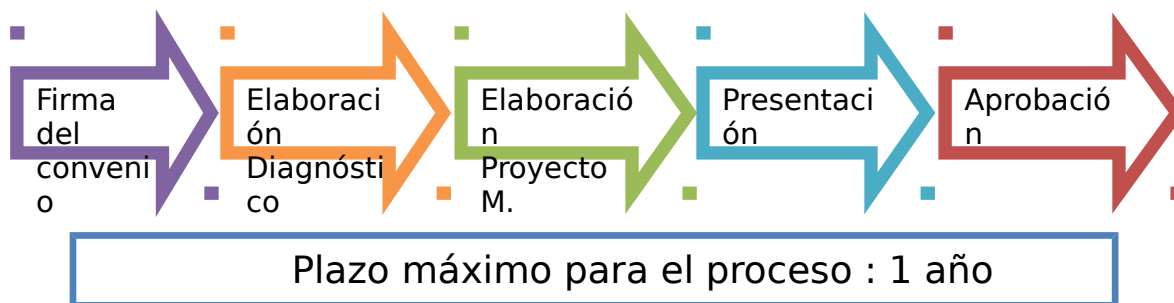 Firma
del
conveni
o
Elaboraci
ón
Diagnósti
co
Elaboració
n
Proyecto
M.
Presentaci
ón
Aprobació
n
Plazo máximo para el proceso : 1 año